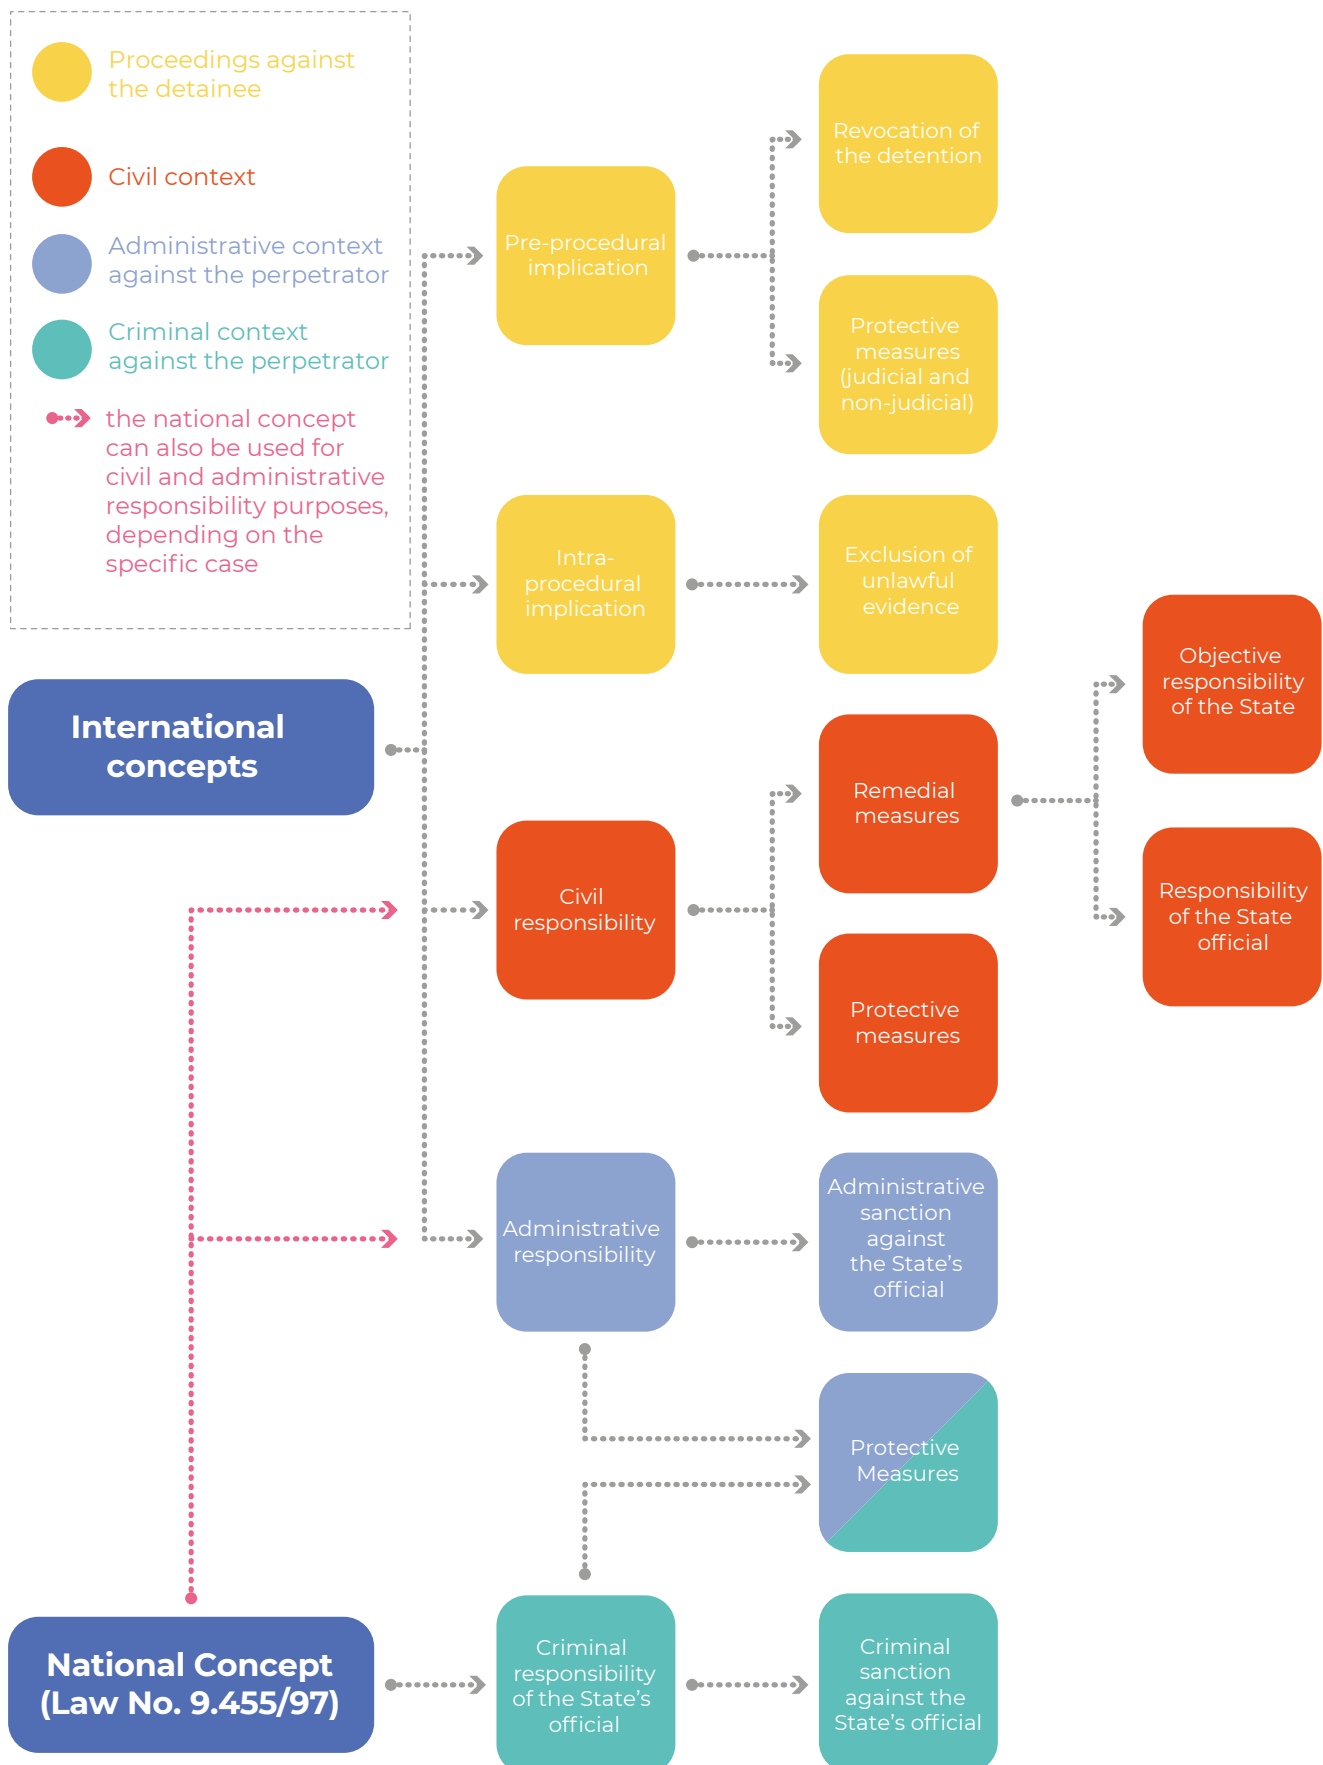 Proceedings against
the detainee
Civil context
Administrative context
against the perpetrator
Criminal context
against the perpetrator
the national concept
can also be used for
civil and administrative
responsibility purposes,
depending on the
specific case
International
concepts
National Concept
(Law No. 9.455/97)
Pre-procedural
implication
Revocation of
the detention
Protective
measures
(judicial and
non-judicial)
Intra-
procedural
implication
Exclusion of
unlawful
evidence
Civil
responsibility
Remedial
measures
Objective
responsibility
of the State
Responsibility
of the State
official
Protective
measures
Administrative
responsibility
Administrative
sanction
against
the State’s
official
Protective
Measures
Criminal
responsibility
of the State’s
official
Criminal
sanction
against the
State’s official